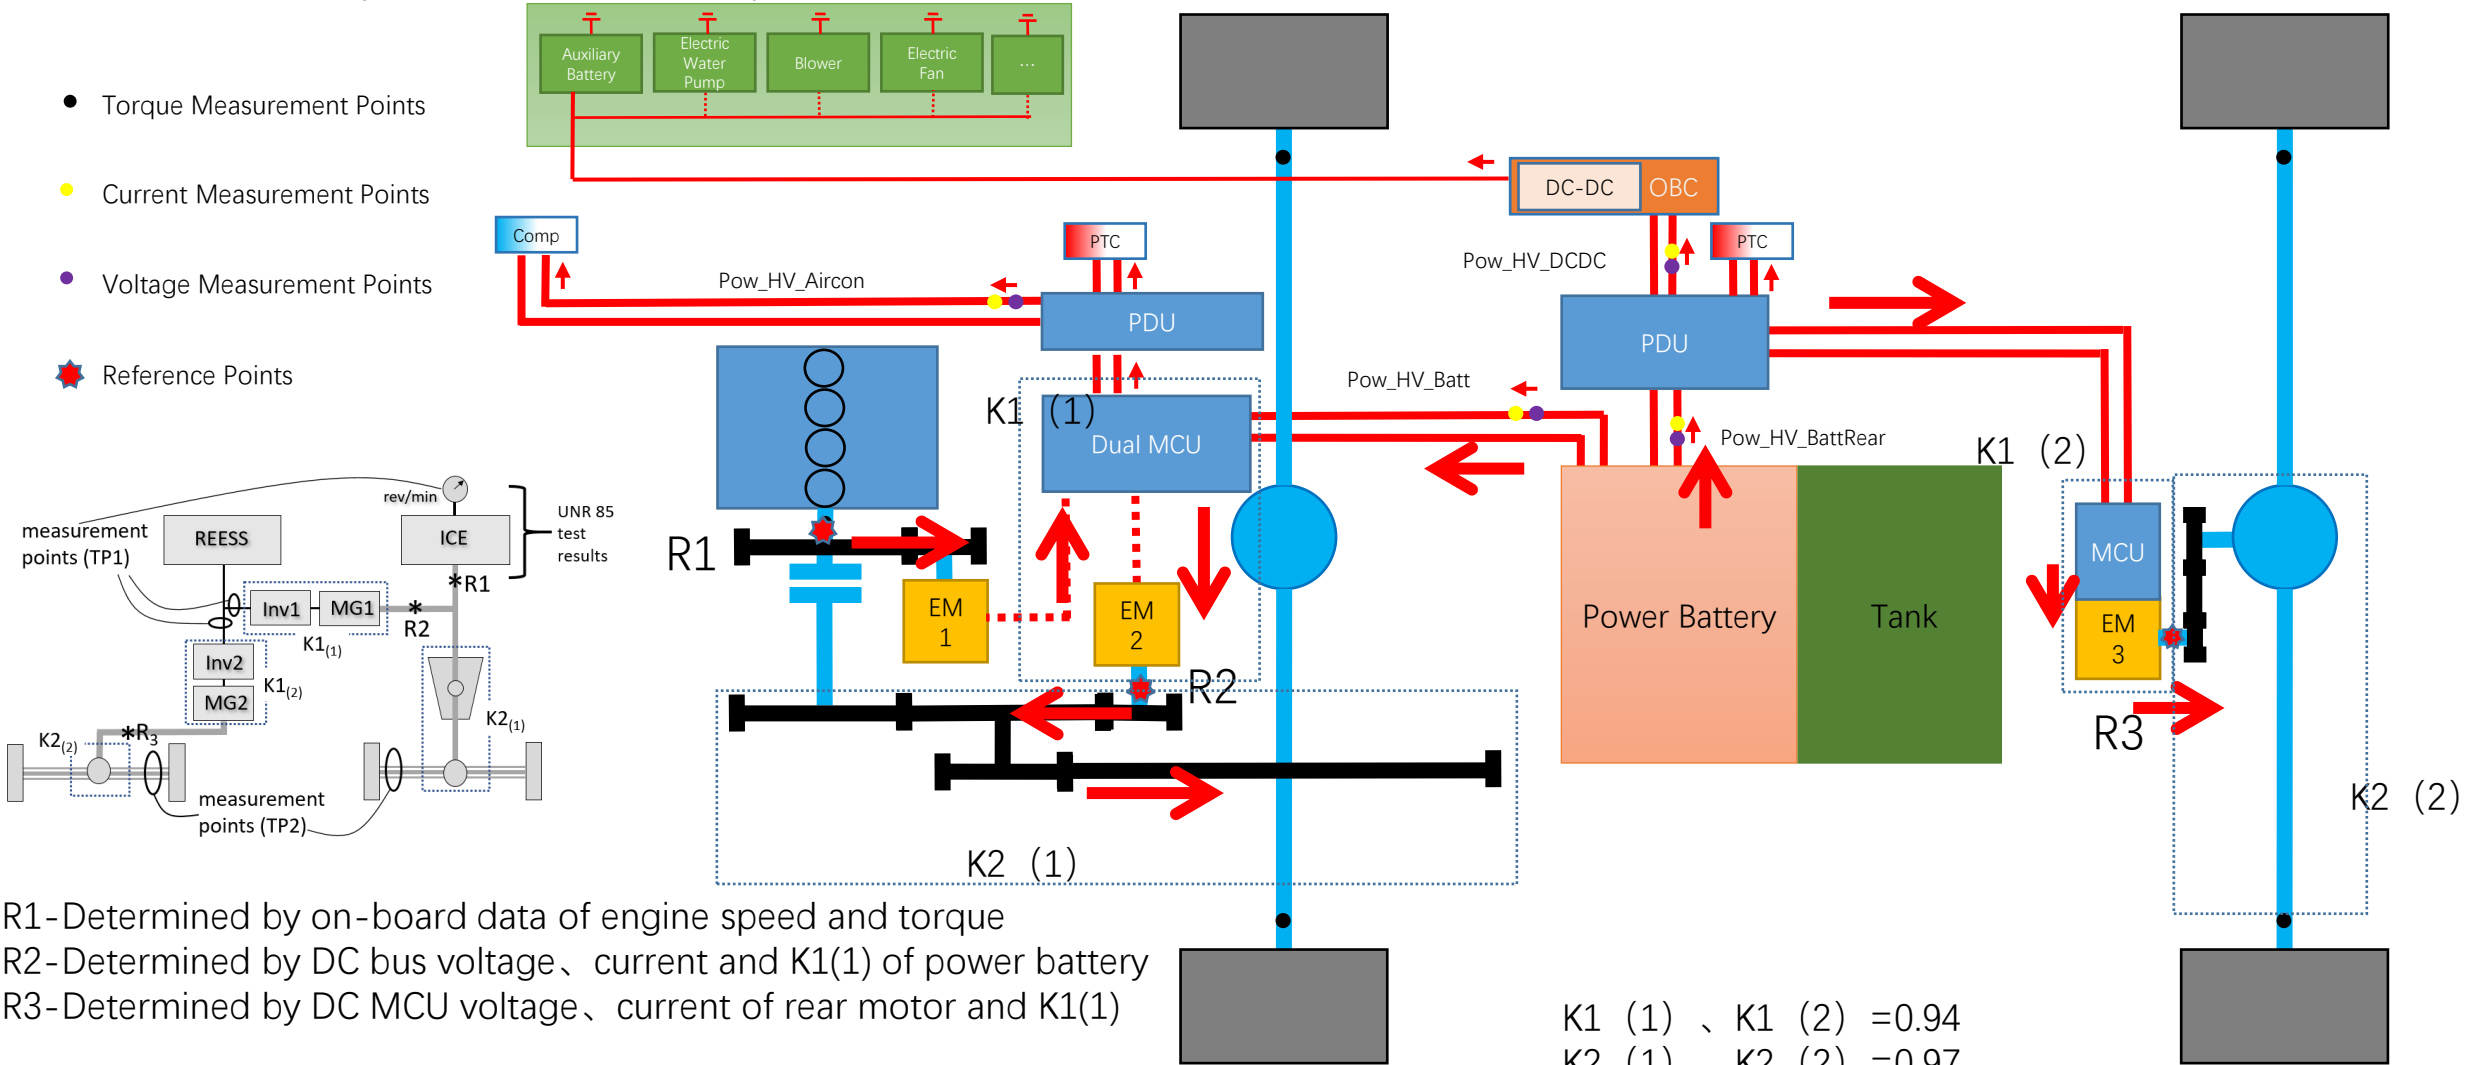 Auxiliary
Battery
Electric
Water
Pump
Blower
Electric
Fan
...
Torque Measurement Points
Current Measurement Points
Voltage Measurement Points
Reference Points
DC-DC
OBC
Comp
PTC
PTC
Pow_HV_Aircon
Pow_HV_DCDC
PDU
PDU
Pow_HV_Batt
K1 (1)
Dual MCU
Pow_HV_BattRear
K1 (2)
R1
EM
1
EM
2
R2
Power Battery
Tank
MCU
EM
3
R3
K2 (1)
K2 (2)
rev/min
measurement
points (TP1)
REESS
ICE
UNR 85
test
results
*R1
Inv1
MG1
*
R2
K1(1)
Inv2
MG2
K1(2)
K2(1)
K2(2)
*R3
measurement
points (TP2)
R1-Determined by on-board data of engine speed and torque
R2-Determined by DC bus voltage、current and K1(1) of power battery
R3-Determined by DC MCU voltage、current of rear motor and K1(1)
K1 (1) 、K1 (2) =0.94
K2 (1) 、K2 (2) =0.97